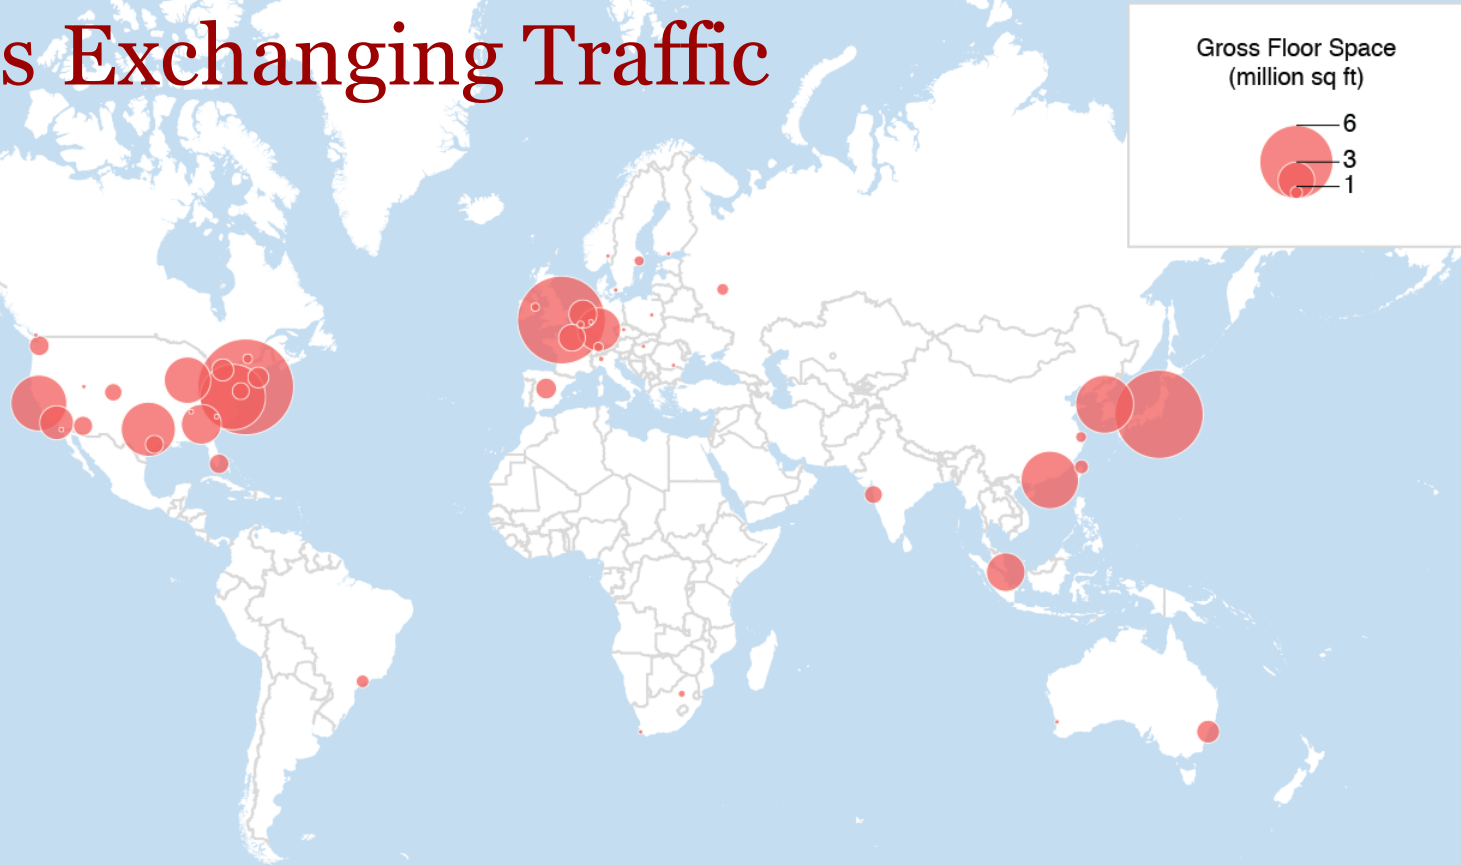 s Exchanging Traffic
Gross Floor Space
(million sq ft)
6
3
1